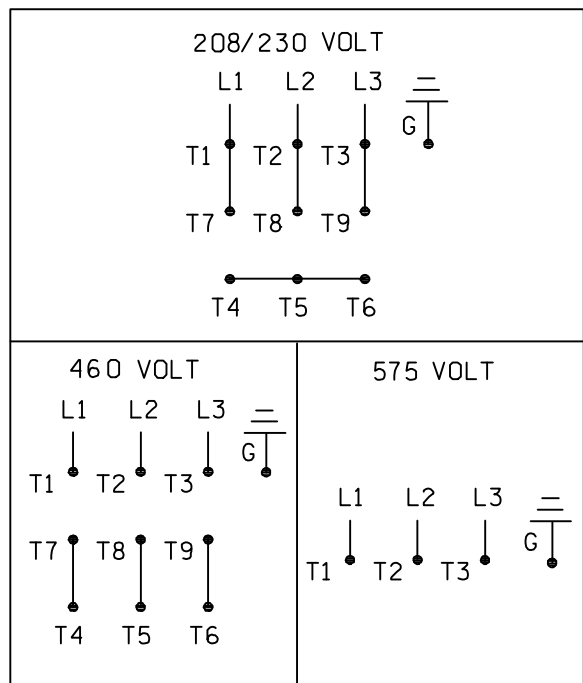 208/230 VOLT
L1 L2 L3
G
T1 T2 T3
T7 T8 T9
T4 T5 T6
460 VOLT
L1 L2 L3
G
T1 T2 T3
T7 T8 T9
T4 T5 T6
575 VOLT
L1 L2 L3
G
T1 T2 T3